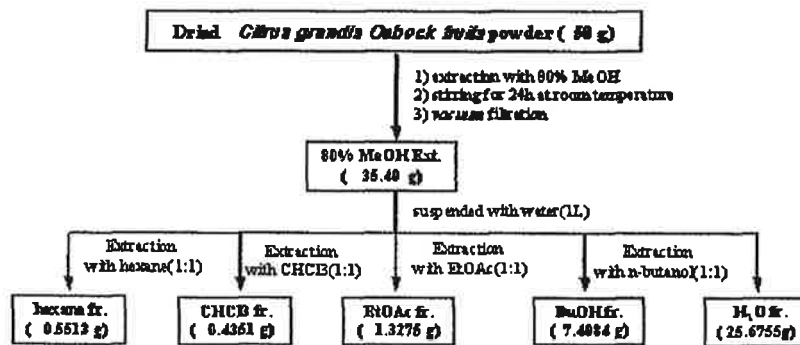 Dried Citrus grandis Osbeck fruits powder ( 50 g)
1) extraction with 80% MeOH
2) stirring for 24h at room temperature
3) vacuum filtration
80% MeOH Ext.
( 35.40 g)
suspended with water(1L)
Extraction
with hexane(1:1)
Extraction
with CHCl3(1:1)
Extraction
with EtOAc(1:1)
Extraction
with n-butanol(1:1)
hexane fr.
( 0.5513 g)
CHCl3 fr.
( 0.4351 g)
EtOAc fr.
( 1.3275 g)
BuOH fr.
( 7.4084 g)
H₂O fr.
(25.6755g)